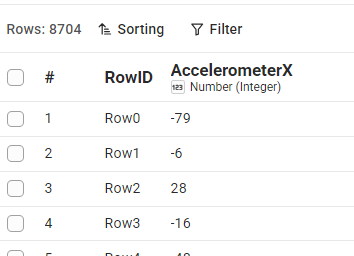 Rows: 8704 Sorting Filter
# RowID AccelerometerX
123 Number (Integer)
1 Row0 -79
2 Row1 -6
3 Row2 28
4 Row3 -16